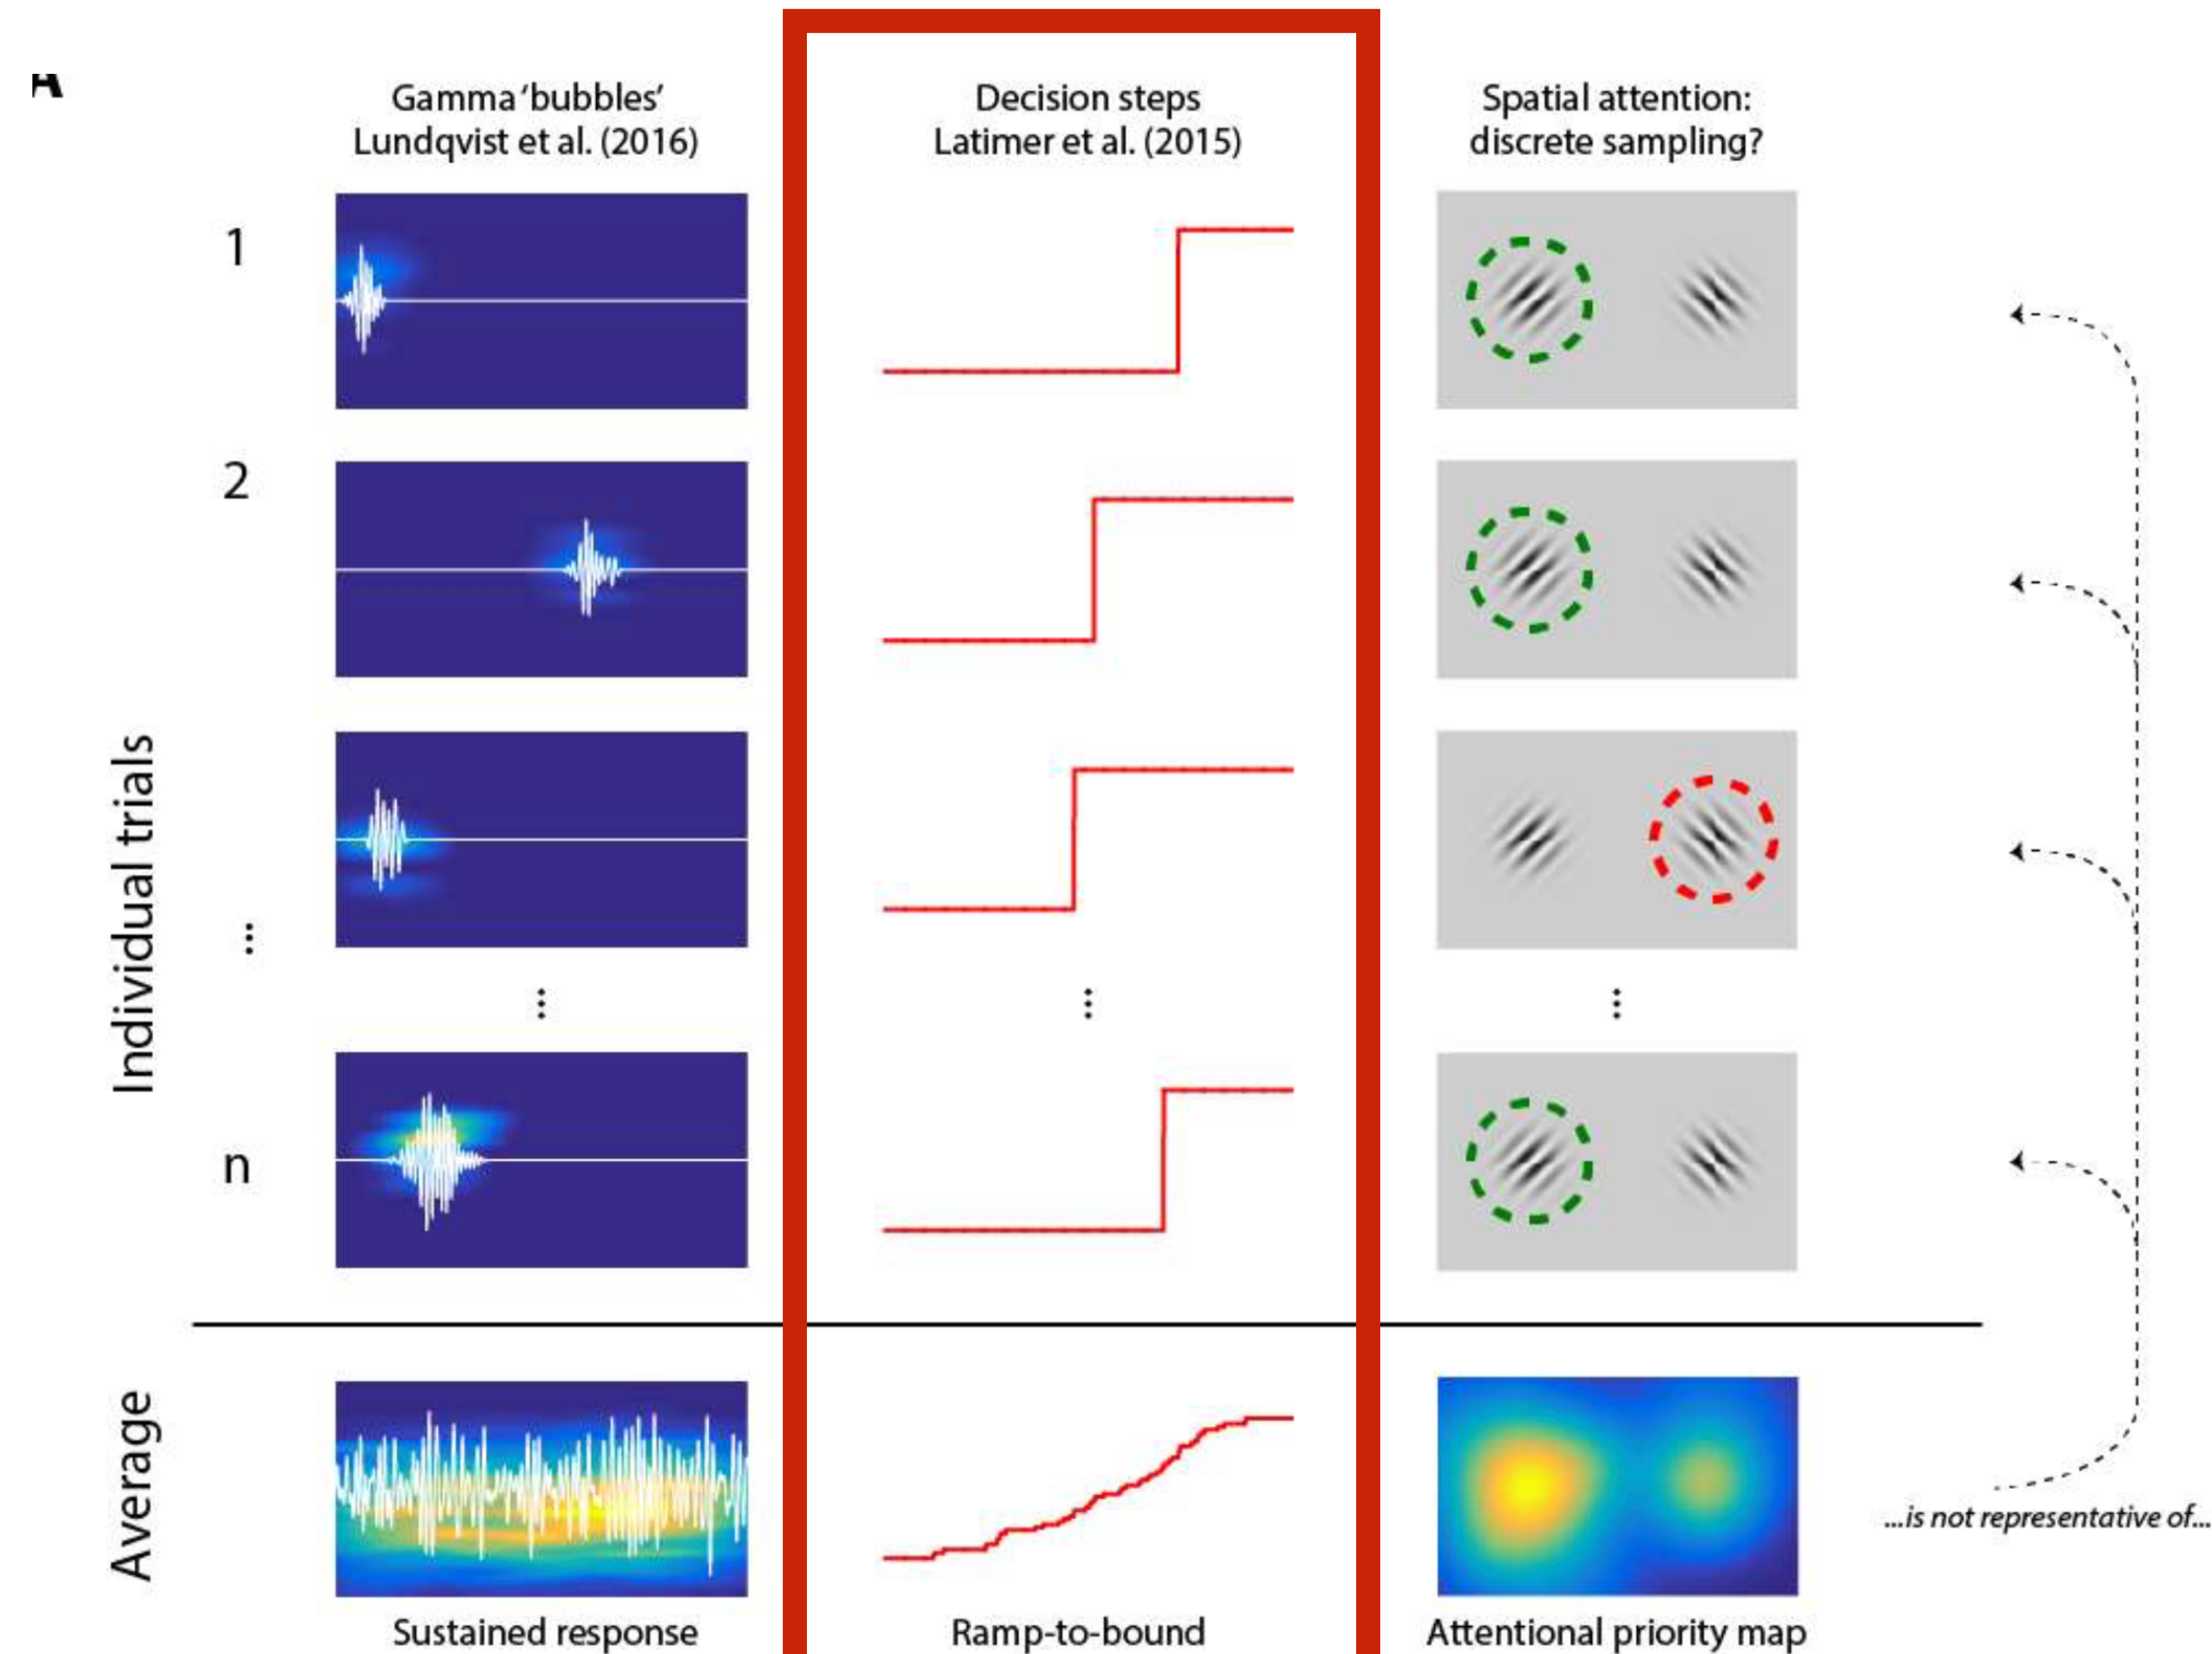 A
Gamma 'bubbles'
Lundqvist et al. (2016)
Decision steps
Latimer et al. (2015)
Spatial attention:
discrete sampling?
1
2
...
n
Individual trials
...
...
...
Average
Sustained response
Ramp-to-bound
Attentional priority map
...is not representative of...